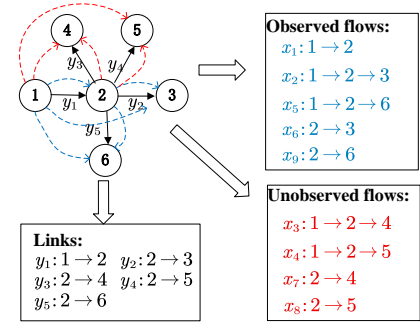 4
5
y₃
y₄
1
2
3
y₁
y₂
y₅
6
Observed flows:
x₁: 1 → 2
x₂: 1 → 2 → 3
x₅: 1 → 2 → 6
x₆: 2 → 3
x₉: 2 → 6
Unobserved flows:
x₃: 1 → 2 → 4
x₄: 1 → 2 → 5
x₇: 2 → 4
x₈: 2 → 5
Links:
y₁: 1 → 2 y₂: 2 → 3
y₃: 2 → 4 y₄: 2 → 5
y₅: 2 → 6